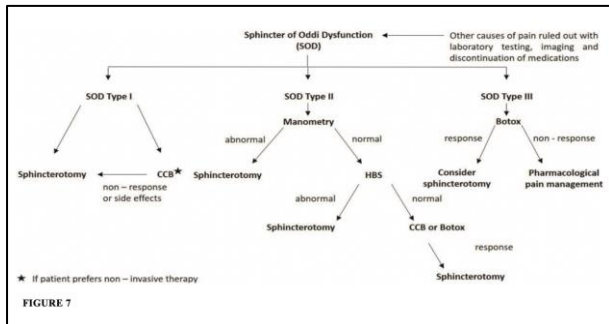 Sphincter of Oddi Dysfunction
(SOD)
Other causes of pain ruled out with
laboratory testing, imaging and
discontinuation of medications
SOD Type I
SOD Type II
SOD Type III
Manometry
Botox
abnormal
normal
response
non - response
Sphincterotomy
CCB★
non – response
or side effects
Sphincterotomy
HBS
Consider
sphincterotomy
Pharmacological
pain management
abnormal
normal
Sphincterotomy
CCB or Botox
response
Sphincterotomy
★ If patient prefers non – invasive therapy
FIGURE 7